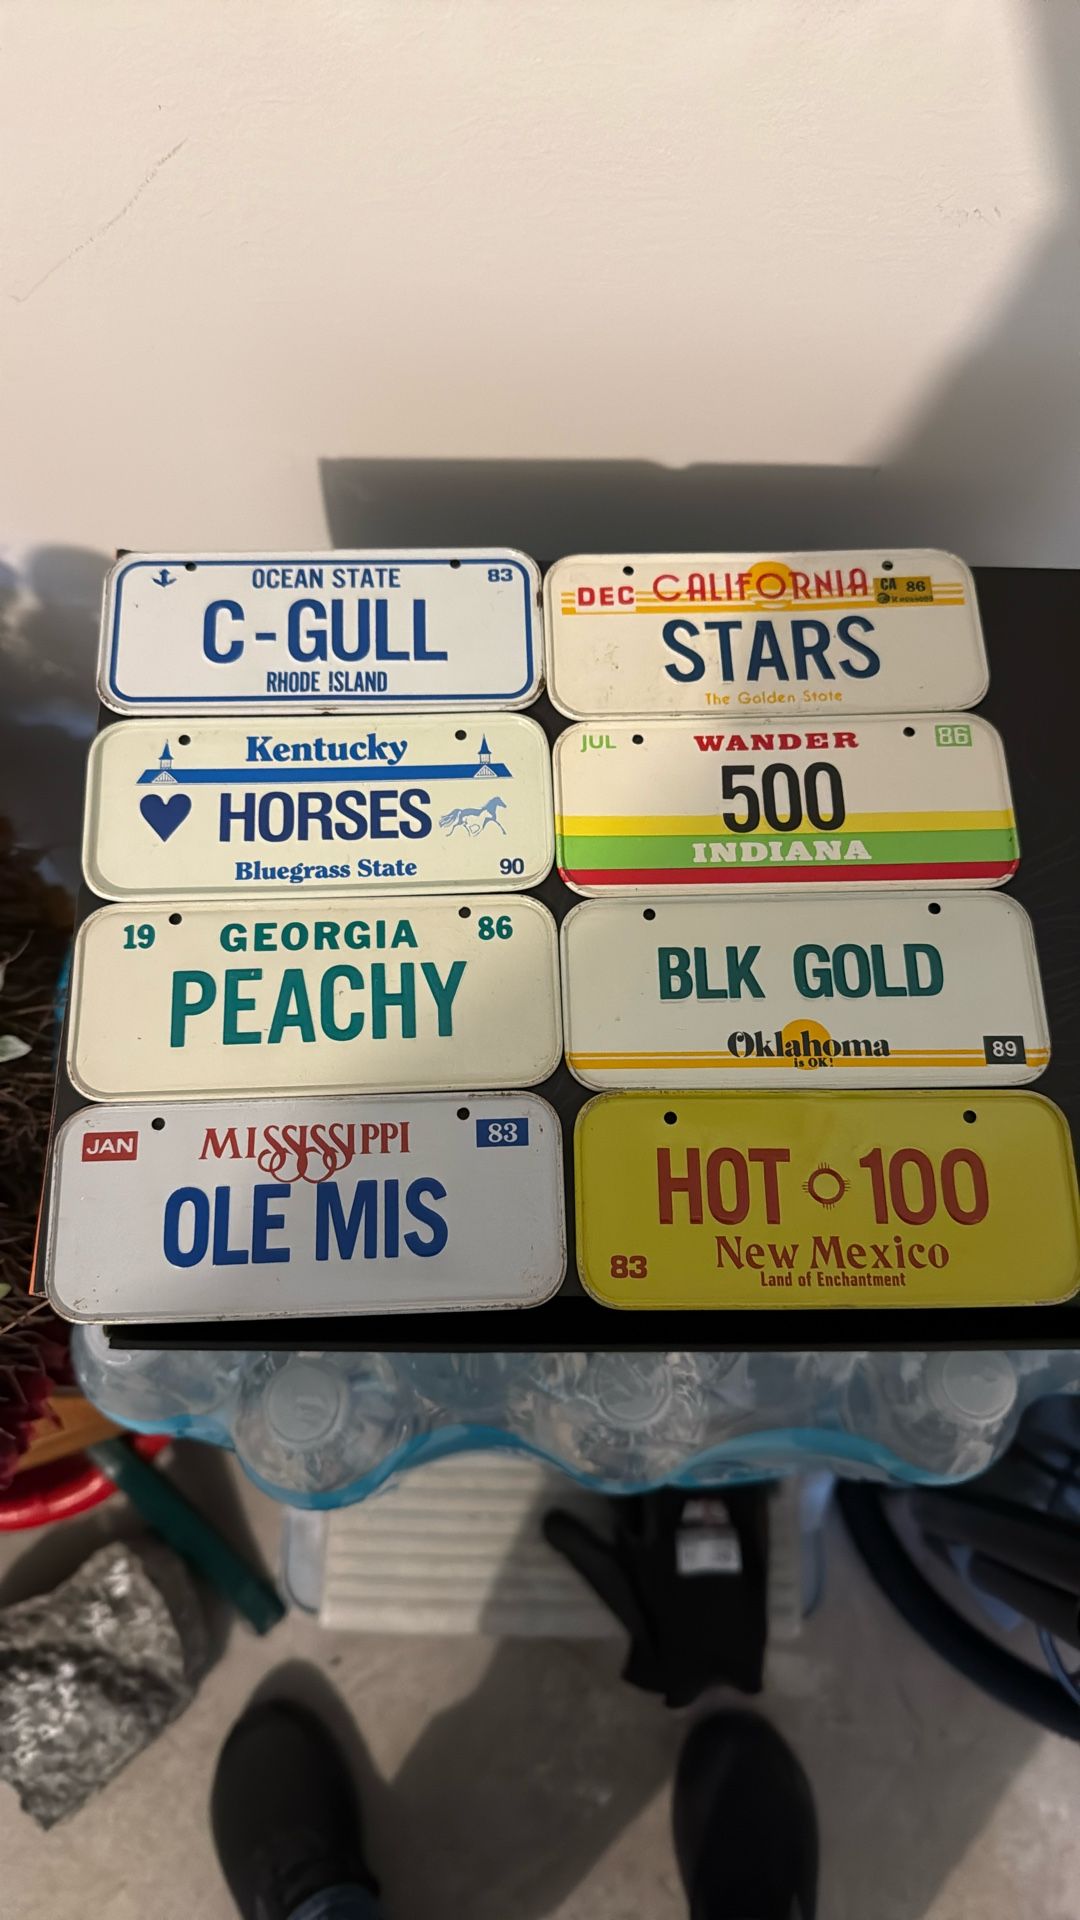 OCEAN STATE 83
C-GULL
RHODE ISLAND
DEC CALIFORNIA CA 86
STARS
The Golden State
Kentucky
HORSES
Bluegrass State 90
JUL WANDER 86
500
INDIANA
19 GEORGIA 86
PEACHY
BLK GOLD
Oklahoma 89
is OK!
JAN MISSISSIPPI 83
OLE MIS
HOT 100
New Mexico
83 Land of Enchantment